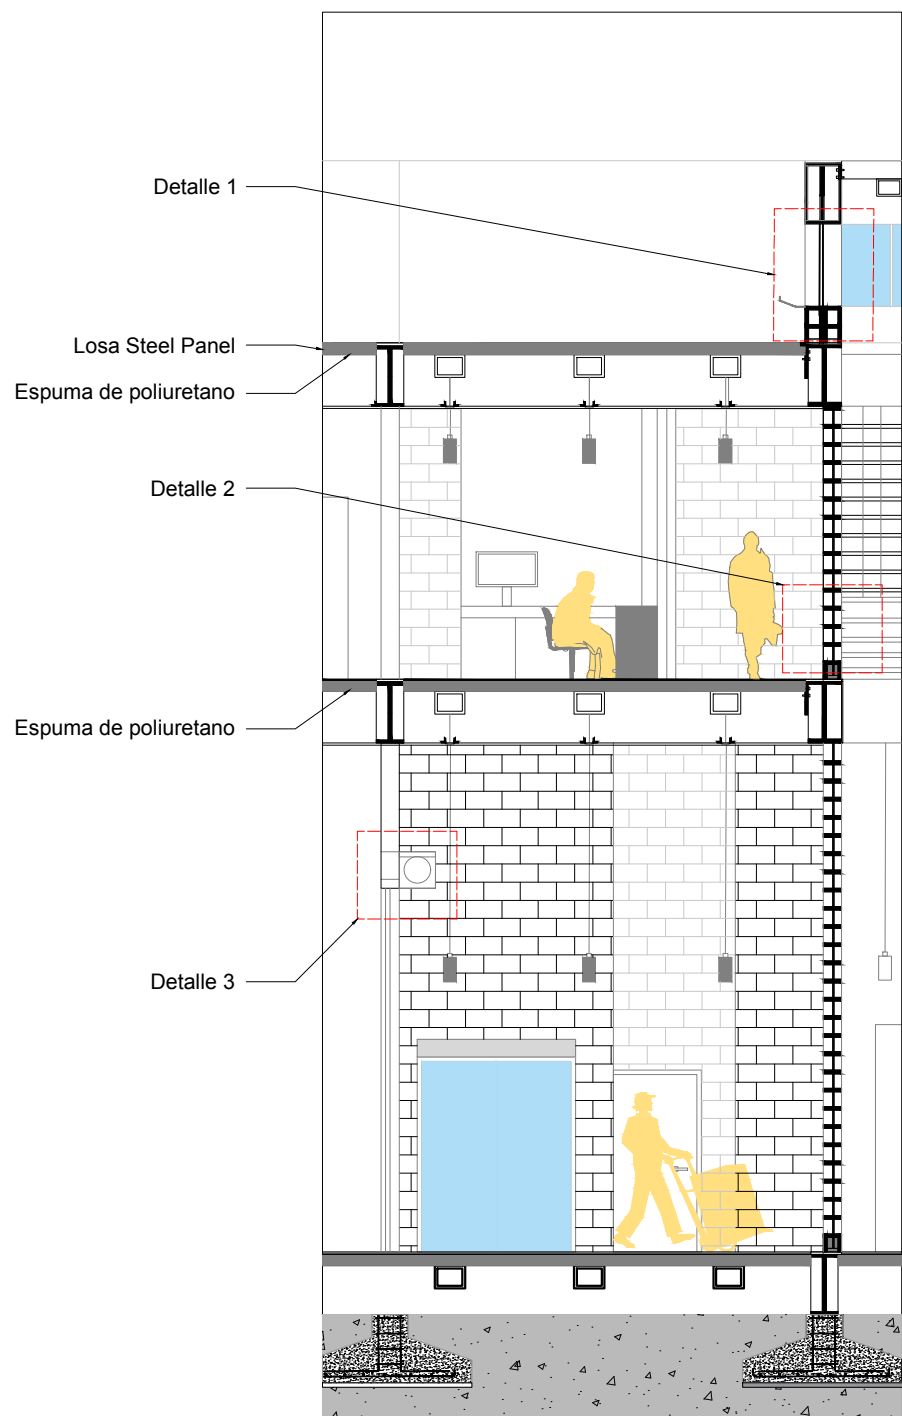 Detalle 1
Losa Steel Panel
Espuma de poliuretano
Detalle 2
Espuma de poliuretano
Detalle 3